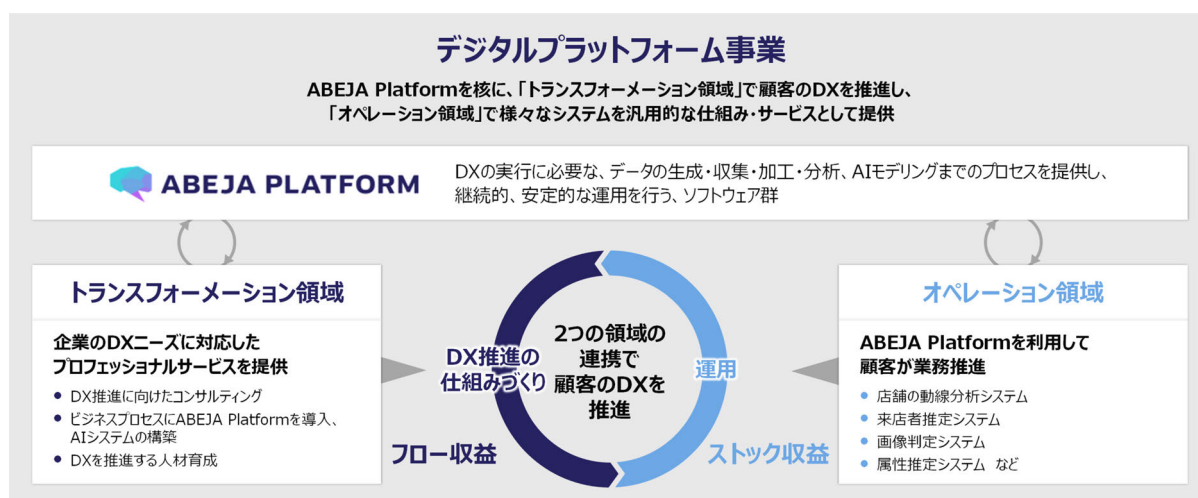 デジタルプラットフォーム事業
ABEJA Platformを核に、「トランスフォーメーション領域」で顧客のDXを推進し、
「オペレーション領域」で様々なシステムを汎用的な仕組み・サービスとして提供
ABEJA PLATFORM
DXの実行に必要な、データの生成・収集・加工・分析、AIモデリングまでのプロセスを提供し、
継続的、安定的な運用を行う、ソフトウェア群
トランスフォーメーション領域
企業のDXニーズに対応した
プロフェッショナルサービスを提供
● DX推進に向けたコンサルティング
● ビジネスプロセスにABEJA Platformを導入、
AIシステムの構築
● DXを推進する人材育成
DX推進の
仕組みづくり
フロー収益
2つの領域の
連携で
顧客のDXを
推進
運用
ストック収益
オペレーション領域
ABEJA Platformを利用して
顧客が業務推進
● 店舗の動線分析システム
● 来店者推定システム
● 画像判定システム
● 属性推定システム など